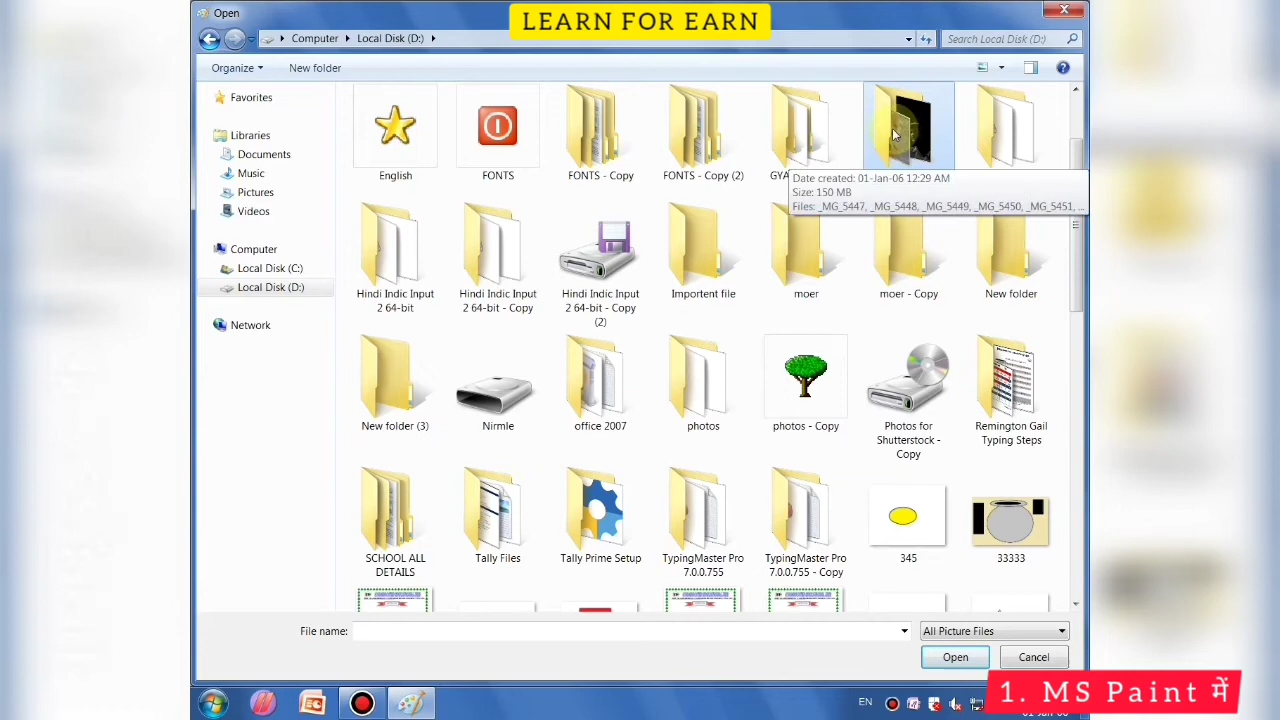 Open
LEARN FOR EARN
Computer
Local Disk (D:)
Search Local Disk (D:)
Organize
New folder
Favorites
Libraries
Documents
Music
Pictures
Videos
Computer
Local Disk (C:)
Local Disk (D:)
Network
English
FONTS
FONTS - Copy
FONTS - Copy (2)
Date created: 01-Jan-06 12:29 AM
Size: 150 MB
Files: _MG_5447, _MG_5448, _MG_5449, _MG_5450, _MG_5451, ...
Hindi Indic Input
2 64-bit
Hindi Indic Input
2 64-bit - Copy
Hindi Indic Input
2 64-bit - Copy
(2)
Importent file
moer
moer - Copy
New folder
New folder (3)
Nirmle
office 2007
photos
photos - Copy
Photos for
Shutterstock -
Copy
Remington Gail
Typing Steps
SCHOOL ALL
DETAILS
Tally Files
Tally Prime Setup
TypingMaster Pro
7.0.0.755
TypingMaster Pro
7.0.0.755 - Copy
345
33333
File name:
All Picture Files
Open
Cancel
EN
1. MS Paint में